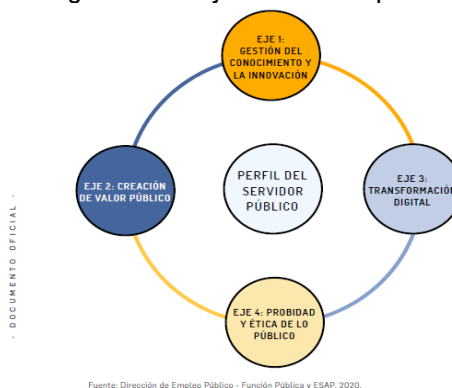 EJE 1:
GESTIÓN DEL
CONOCIMIENTO Y
LA INNOVACIÓN
EJE 2: CREACIÓN
DE VALOR PÚBLICO
PERFIL DEL
SERVIDOR
PÚBLICO
EJE 3:
TRANSFORMACIÓN
DIGITAL
EJE 4: PROBIDAD
Y ÉTICA DE LO
PÚBLICO
- DOCUMENTO OFICIAL -
Fuente: Dirección de Empleo Público - Función Pública y ESAP, 2020.